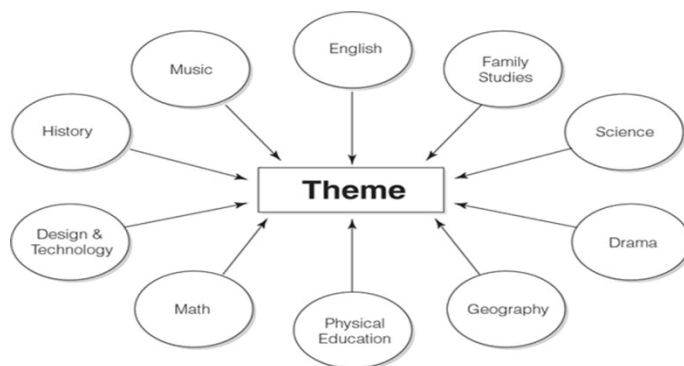 English
Music
Family
Studies
History
Science
Theme
Design &
Technology
Drama
Math
Physical
Education
Geography